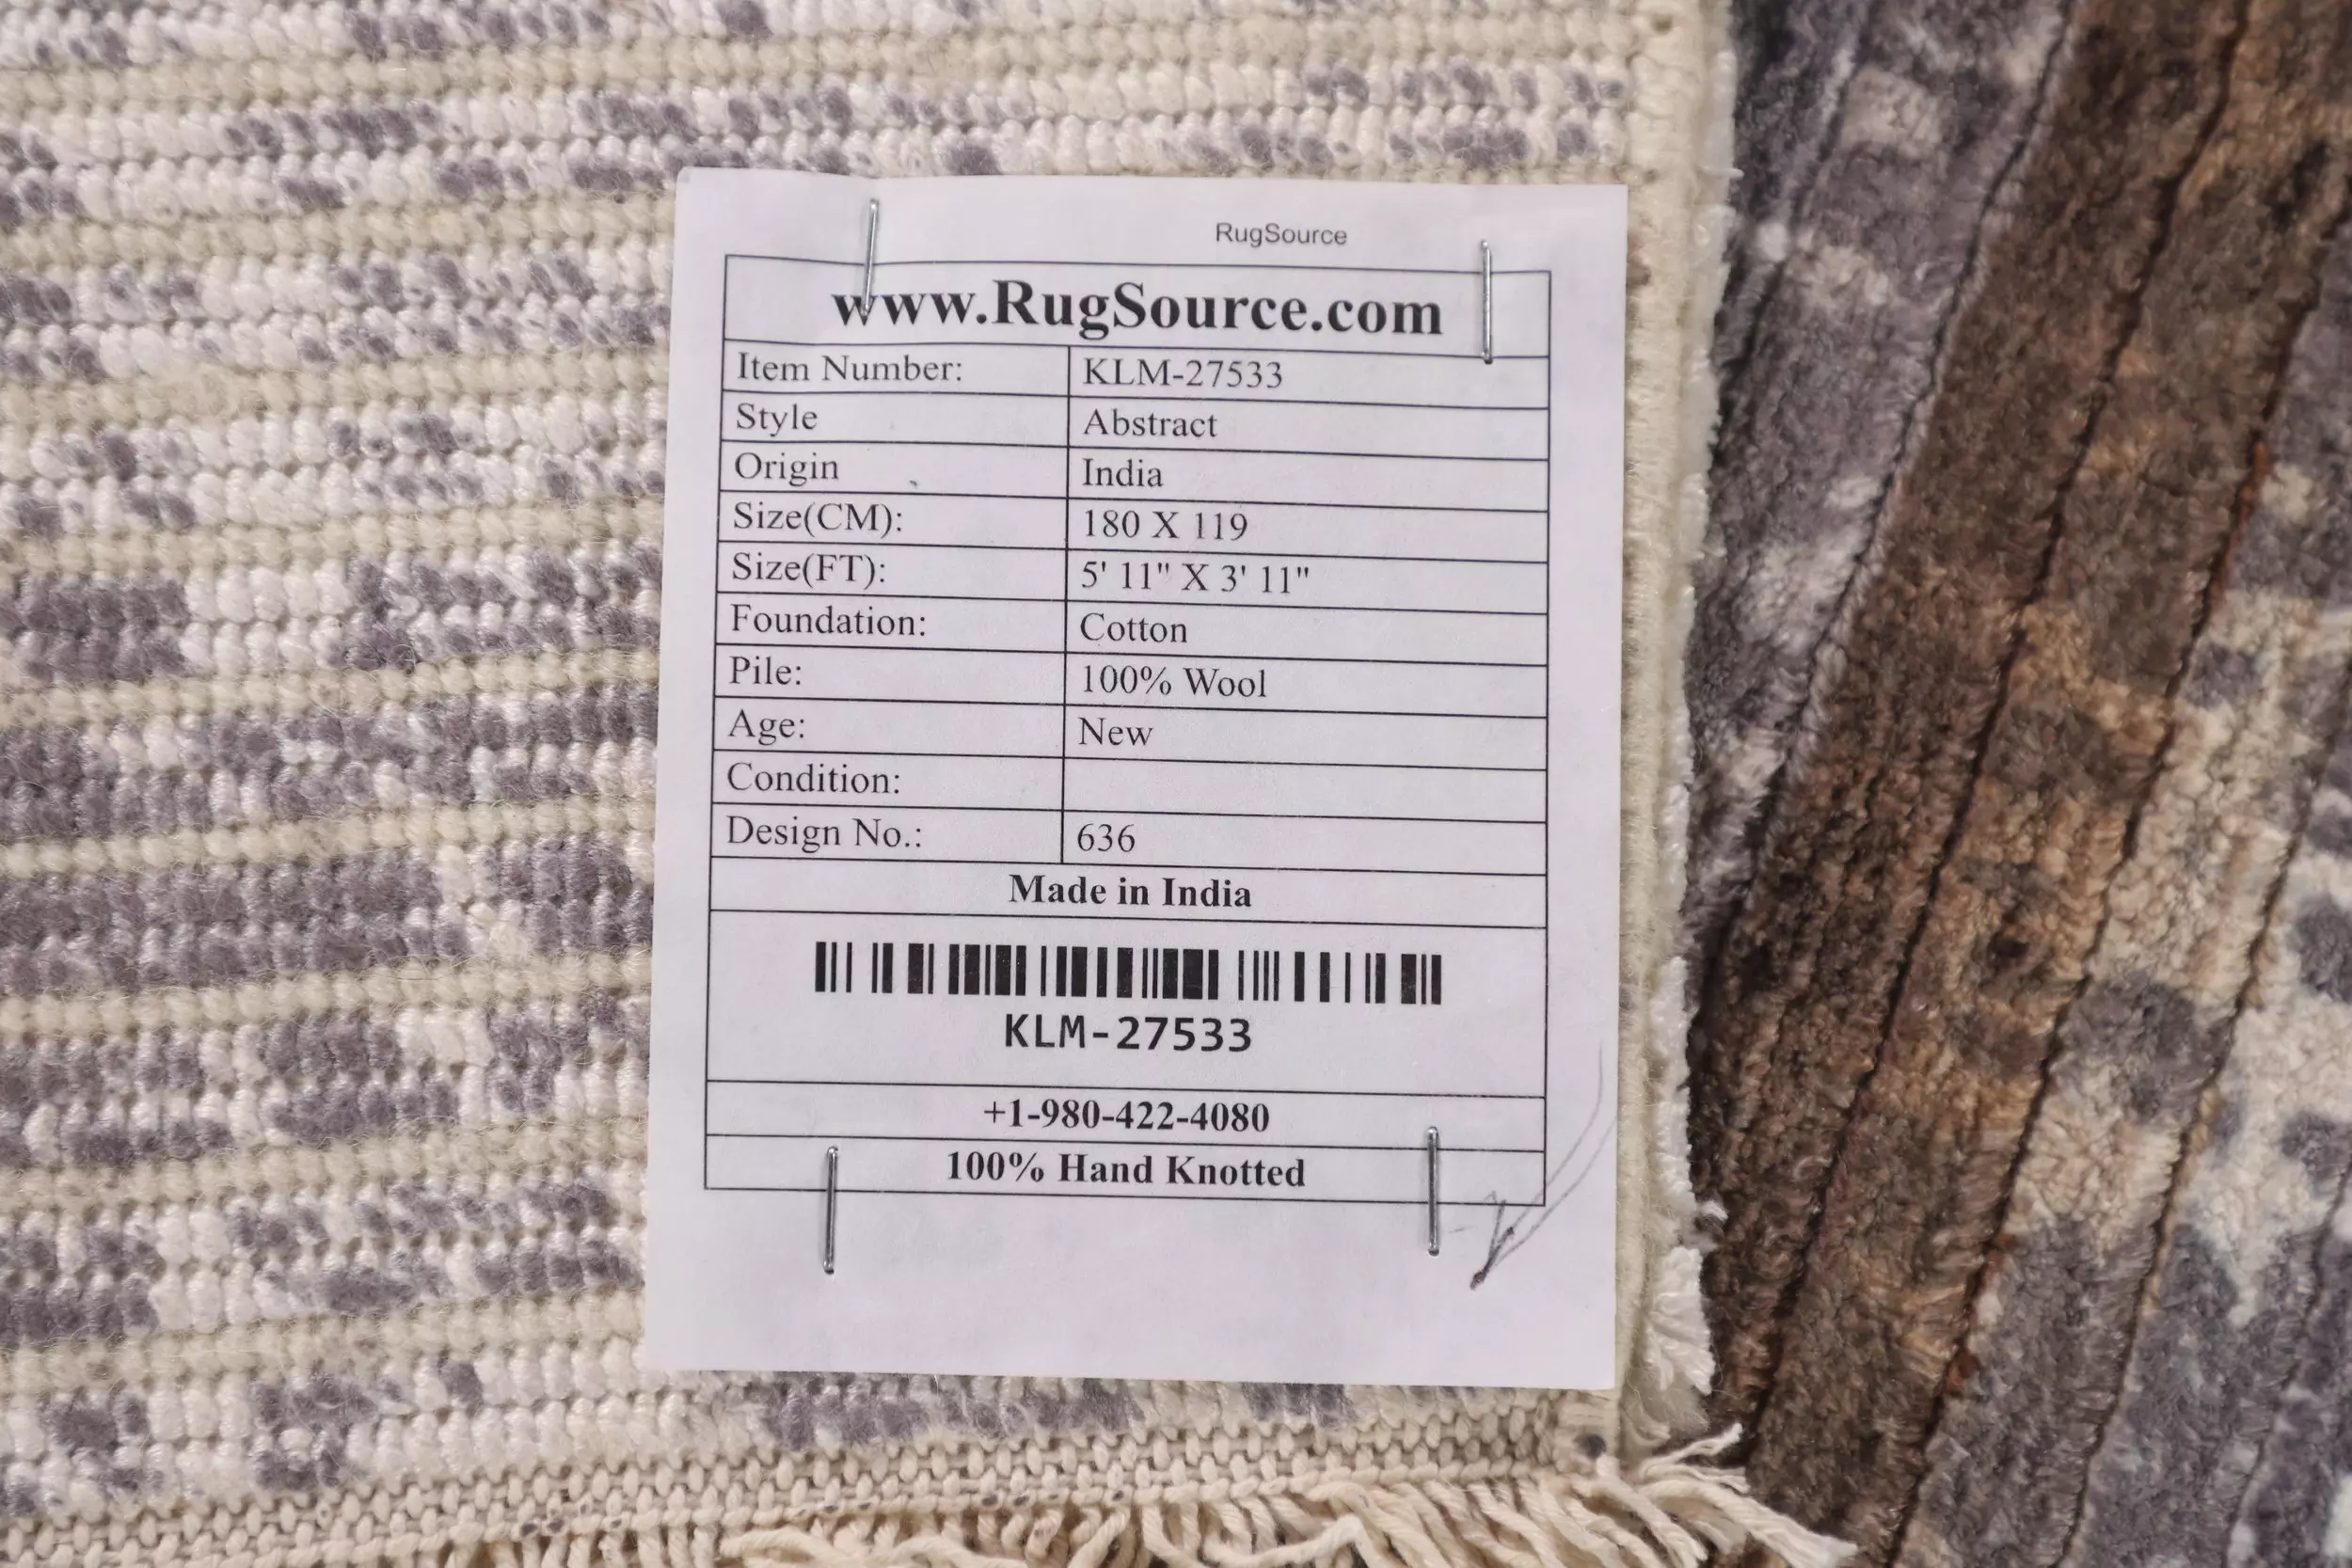 RugSource
www.RugSource.com
Item Number: KLM-27533
Style Abstract
Origin India
Size(CM): 180 X 119
Size(FT): 5' 11" X 3' 11"
Foundation: Cotton
Pile: 100% Wool
Age: New
Condition:
Design No.: 636
Made in India
KLM-27533
+1-980-422-4080
100% Hand Knotted